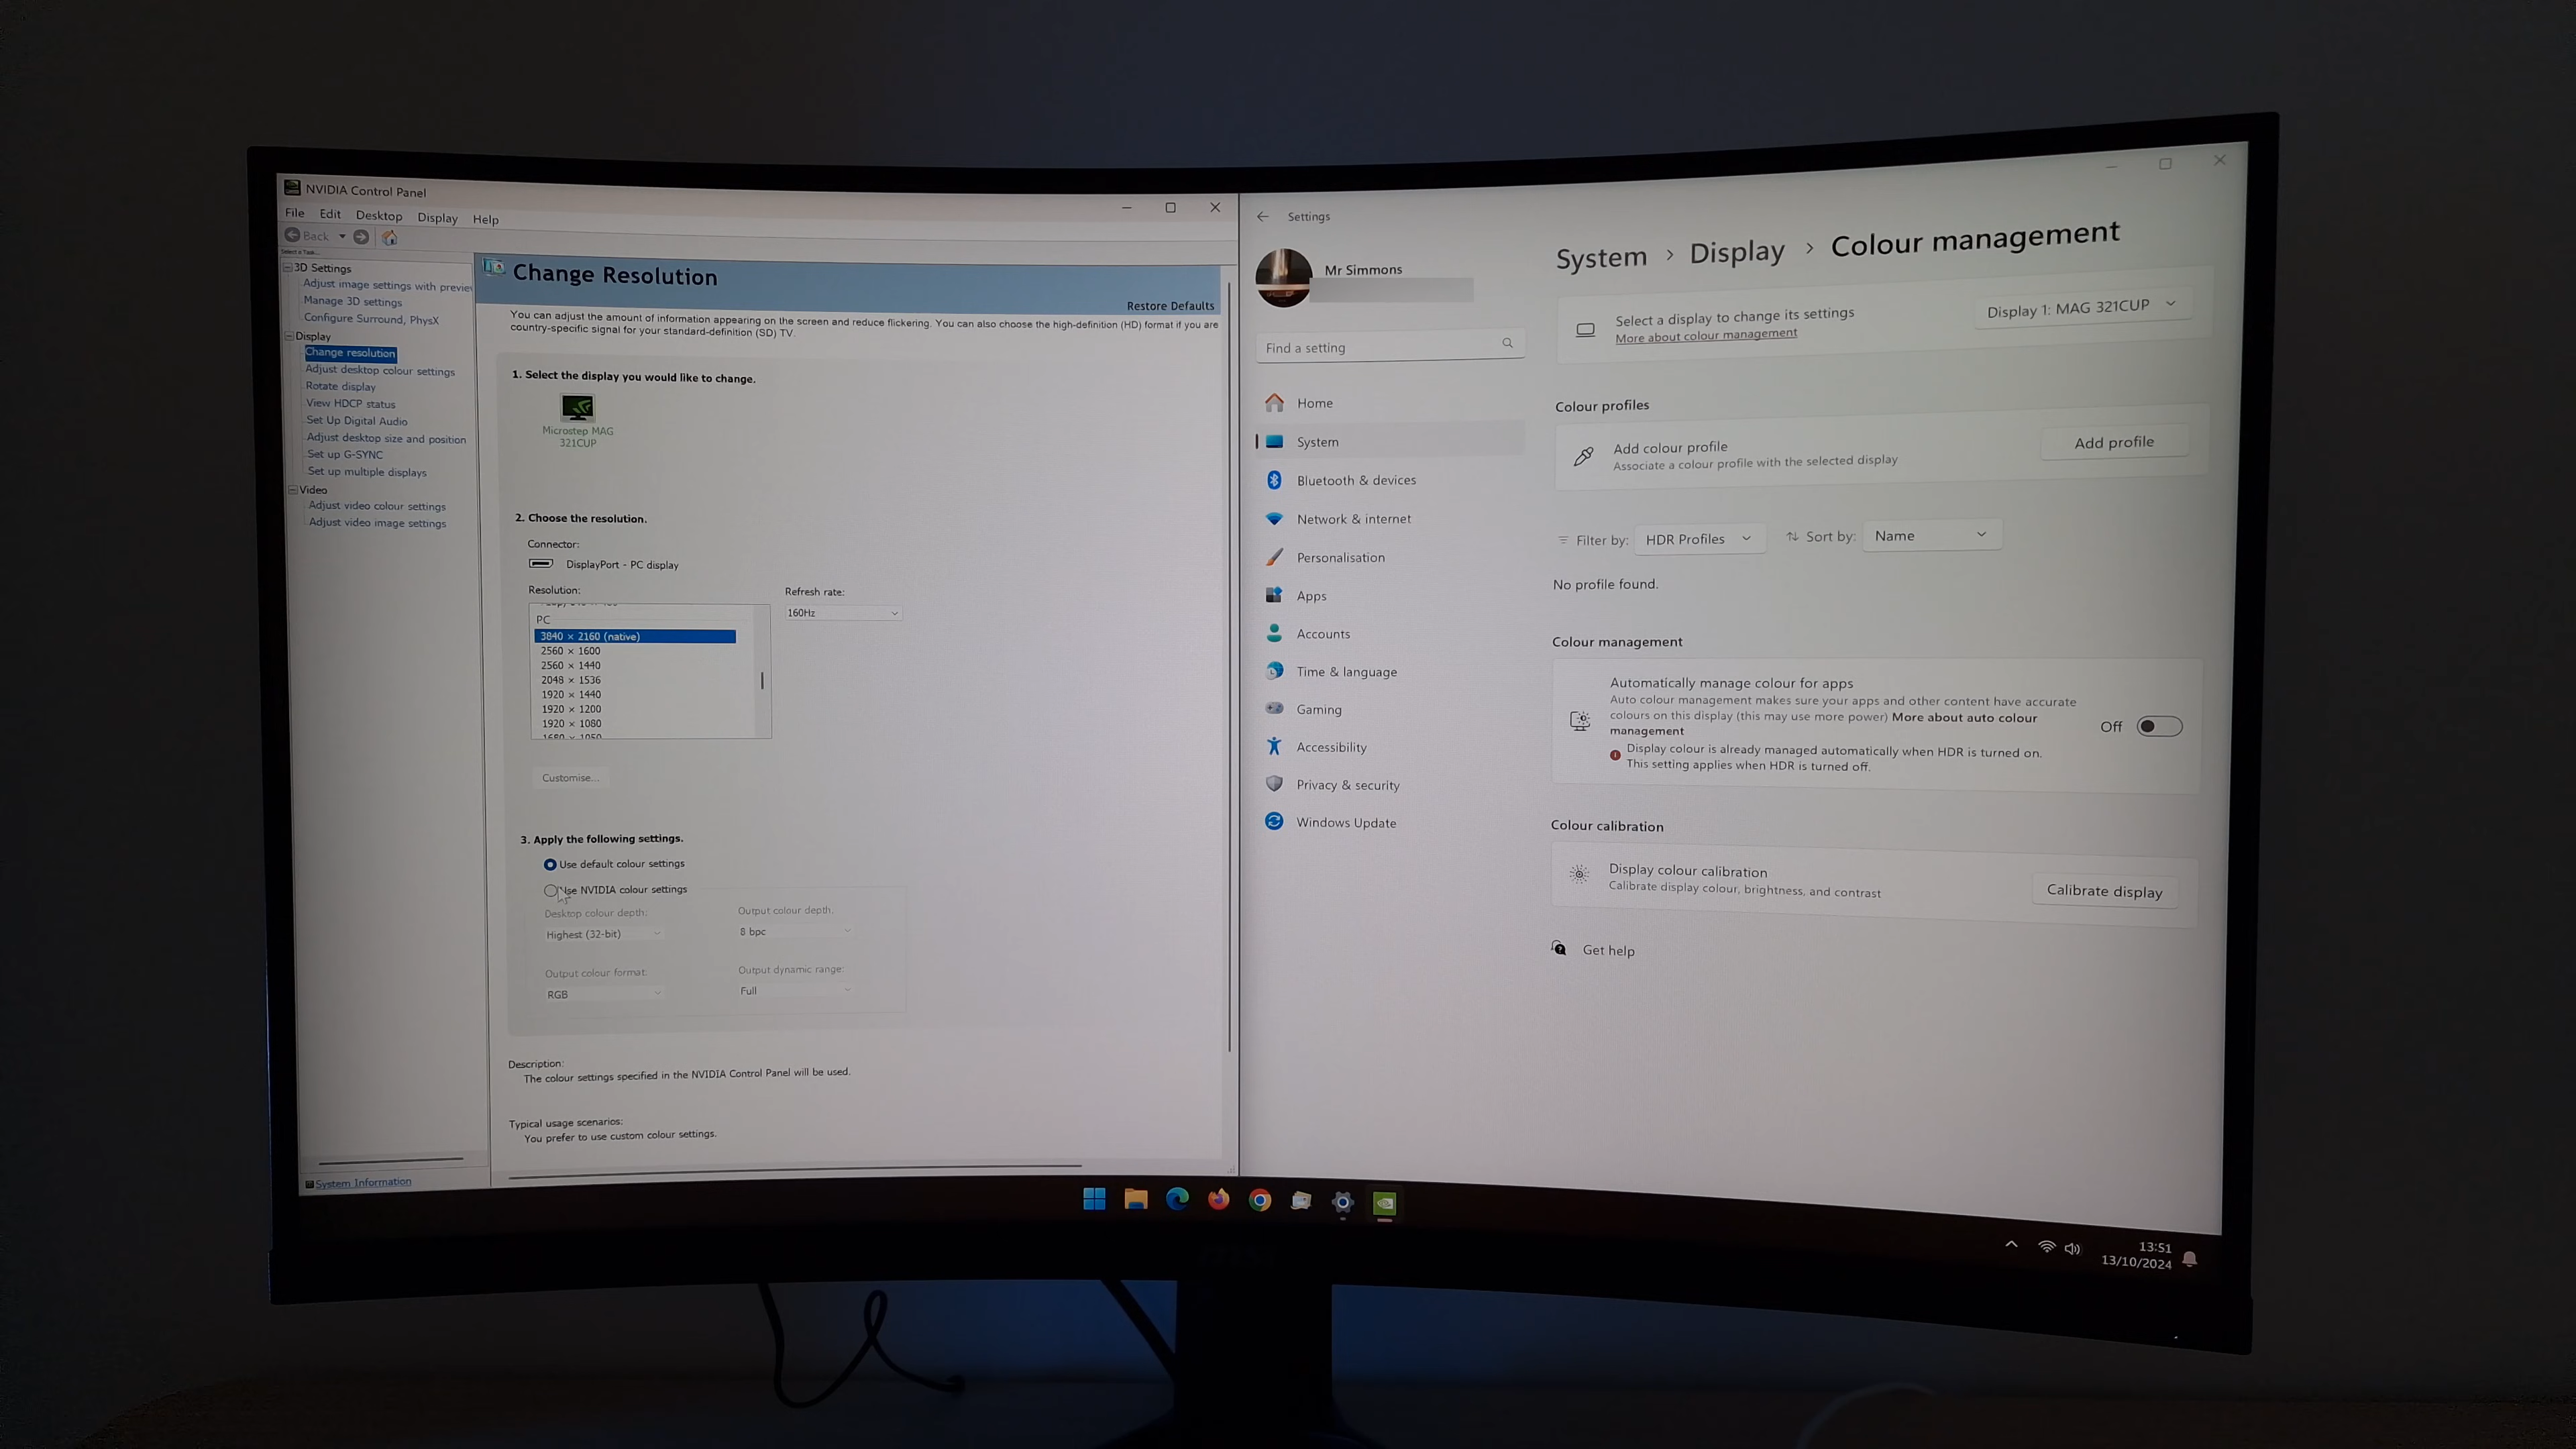 NVIDIA Control Panel
File Edit Desktop Display Help
Back
Select a Task...
3D Settings
Adjust image settings with preview
Manage 3D settings
Configure Surround, PhysX
Display
Change resolution
Adjust desktop colour settings
Rotate display
View HDCP status
Set Up Digital Audio
Adjust desktop size and position
Set up G-SYNC
Set up multiple displays
Video
Adjust video colour settings
Adjust video image settings
System Information
Change Resolution
Restore Defaults
You can adjust the amount of information appearing on the screen and reduce flickering. You can also choose the high-definition (HD) format if you are
country-specific signal for your standard-definition (SD) TV.
1. Select the display you would like to change.
Microstep MAG
321CUP
2. Choose the resolution.
Connector:
DisplayPort - PC display
Resolution:
Refresh rate:
160Hz
PC
3840 × 2160 (native)
2560 × 1600
2560 × 1440
2048 × 1536
1920 × 1440
1920 × 1200
1920 × 1080
1680 × 1050
Customise...
3. Apply the following settings.
Use default colour settings
Use NVIDIA colour settings
Desktop colour depth:
Output colour depth:
Highest (32-bit)
8 bpc
Output colour format:
Output dynamic range:
RGB
Full
Description:
The colour settings specified in the NVIDIA Control Panel will be used.
Typical usage scenarios:
You prefer to use custom colour settings.
Settings
Mr Simmons
Find a setting
Home
System
Bluetooth & devices
Network & internet
Personalisation
Apps
Accounts
Time & language
Gaming
Accessibility
Privacy & security
Windows Update
System > Display > Colour management
Select a display to change its settings
More about colour management
Display 1: MAG 321CUP
Colour profiles
Add colour profile
Associate a colour profile with the selected display
Add profile
Filter by: HDR Profiles
Sort by: Name
No profile found.
Colour management
Automatically manage colour for apps
Auto colour management makes sure your apps and other content have accurate
colours on this display (this may use more power) More about auto colour
management
Display colour is already managed automatically when HDR is turned on.
This setting applies when HDR is turned off.
Off
Colour calibration
Display colour calibration
Calibrate display colour, brightness, and contrast
Calibrate display
Get help
13:51
13/10/2024